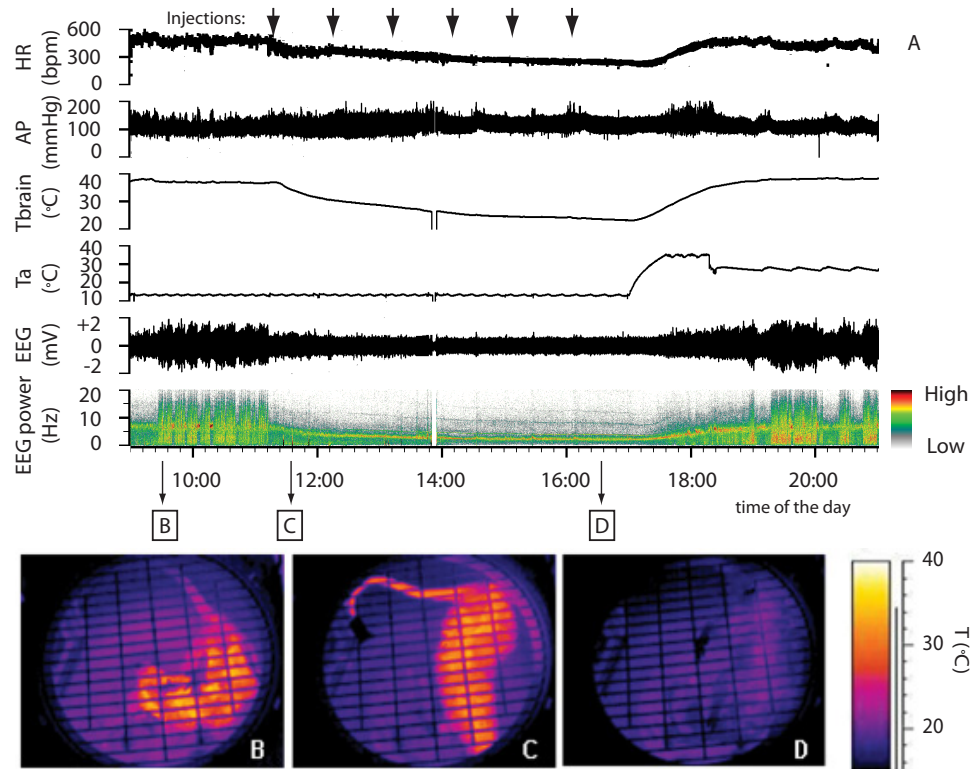 Injections:
A
HR
(bpm)
600
300
0
AP
(mmHg)
200
100
0
Tbrain
(°C)
40
30
20
Ta
(°C)
40
30
20
10
EEG
(mV)
+2
0
-2
EEG power
(Hz)
20
10
0
High
Low
10:00 12:00 14:00 16:00 18:00 20:00
time of the day
B C D
B C D
40
30
20
T (°C)